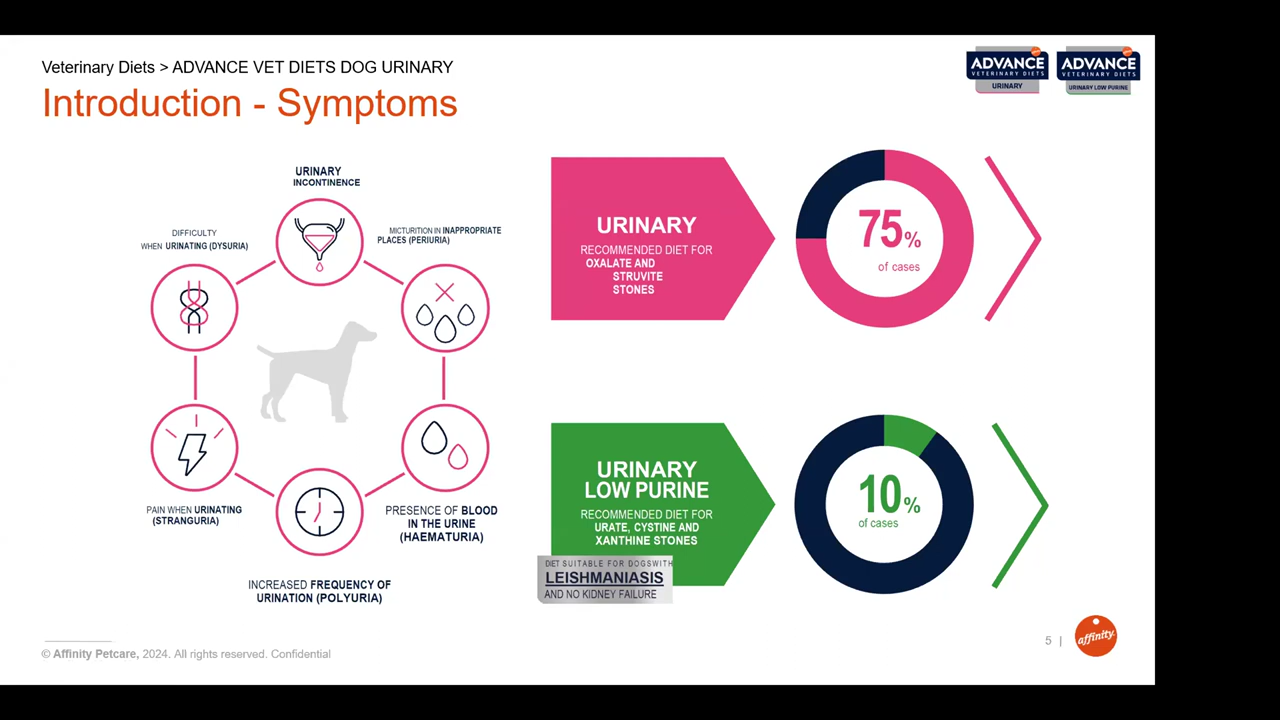 Veterinary Diets > ADVANCE VET DIETS DOG URINARY
Introduction - Symptoms
ADVANCE
VETERINARY DIETS
URINARY
ADVANCE
VETERINARY DIETS
URINARY LOW PURINE
URINARY
INCONTINENCE
DIFFICULTY
WHEN URINATING (DYSURIA)
MICTURITION IN INAPPROPRIATE
PLACES (PERIURIA)
PAIN WHEN URINATING
(STRANGURIA)
PRESENCE OF BLOOD
IN THE URINE
(HAEMATURIA)
INCREASED FREQUENCY OF
URINATION (POLYURIA)
URINARY
RECOMMENDED DIET FOR
OXALATE AND
STRUVITE
STONES
75%
of cases
URINARY
LOW PURINE
RECOMMENDED DIET FOR
URATE, CYSTINE AND
XANTHINE STONES
DIET SUITABLE FOR DOGSWITH
LEISHMANIASIS
AND NO KIDNEY FAILURE
10%
of cases
© Affinity Petcare, 2024. All rights reserved. Confidential
5 |
affinity